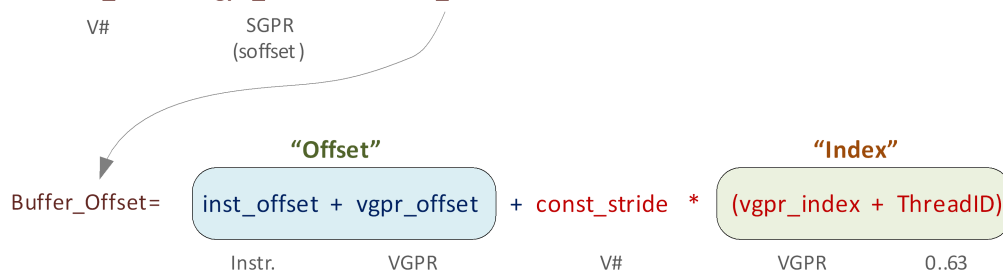 V# SGPR
(soffset)
“Offset” “Index”
Buffer_Offset= inst_offset + vgpr_offset + const_stride * (vgpr_index + ThreadID)
Instr. VGPR V# VGPR 0..63